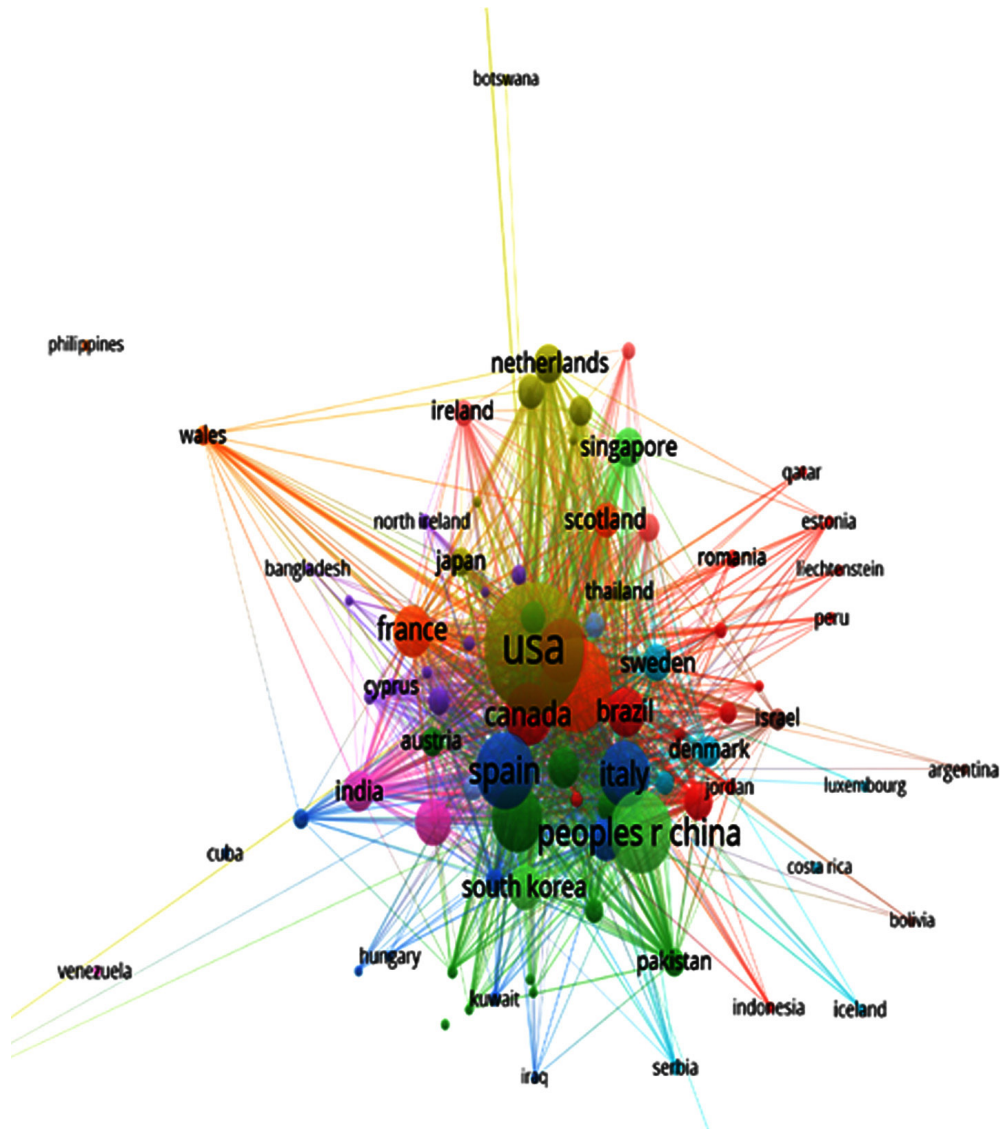 botswana
philippines
netherlands
ireland
wales
singapore
qatar
scotland
north ireland
estonia
romania
japan
bangladesh
liechtenstein
thailand
peru
france
usa
sweden
cyprus
canada
brazil
israel
austria
denmark
spain
italy
argentina
india
jordan
luxembourg
peoples r china
cuba
costa rica
south korea
bolivia
hungary
pakistan
venezuela
kuwait
indonesia
iceland
serbia
iraq